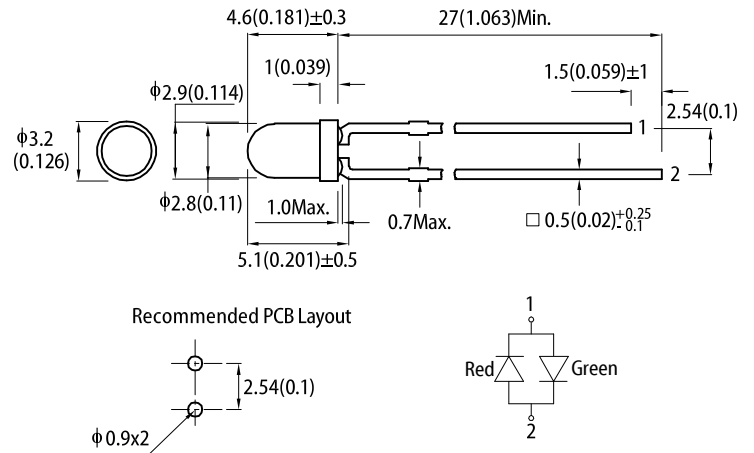 4.6(0.181)±0.3
27(1.063)Min.
1(0.039)
1.5(0.059)±1
ϕ2.9(0.114)
2.54(0.1)
ϕ3.2
(0.126)
1
2
ϕ2.8(0.11)
1.0Max.
0.7Max.
□ 0.5(0.02)+0.25
- 0.1
5.1(0.201)±0.5
Recommended PCB Layout
2.54(0.1)
ϕ0.9x2
1
Red
Green
2